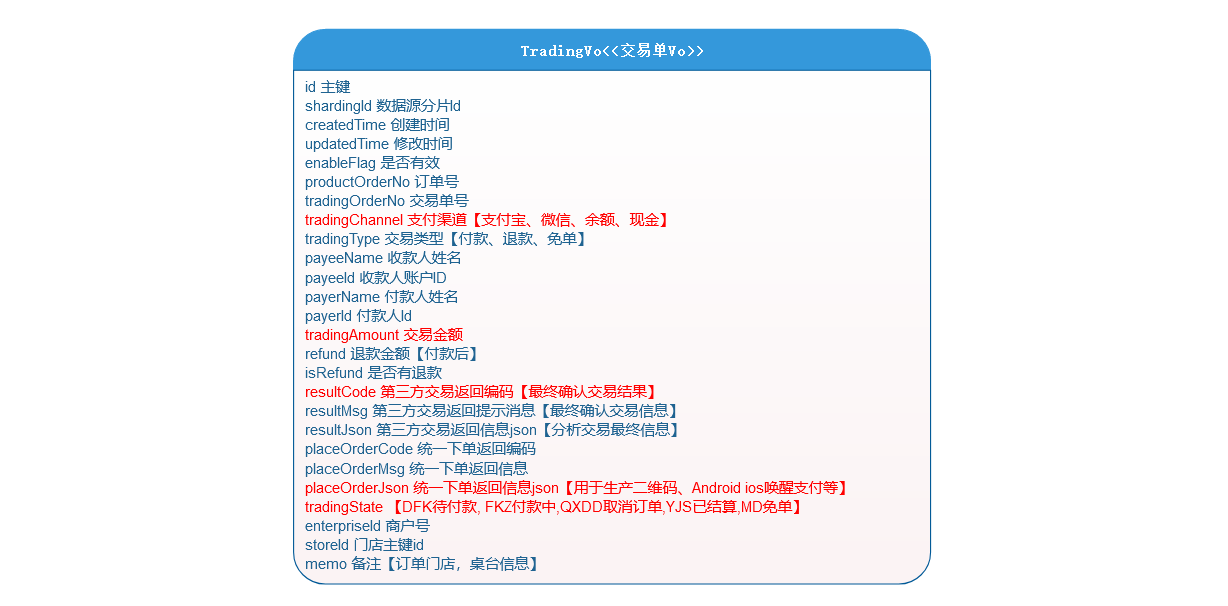 TradingVo<<交易单Vo>>
id 主键
shardingId 数据源分片Id
createdTime 创建时间
updatedTime 修改时间
enableFlag 是否有效
productOrderNo 订单号
tradingOrderNo 交易单号
tradingChannel 支付渠道【支付宝、微信、余额、现金】
tradingType 交易类型【付款、退款、免单】
payeeName 收款人姓名
payeeId 收款人账户ID
payerName 付款人姓名
payerId 付款人Id
tradingAmount 交易金额
refund 退款金额【付款后】
isRefund 是否有退款
resultCode 第三方交易返回编码【最终确认交易结果】
resultMsg 第三方交易返回提示消息【最终确认交易信息】
resultJson 第三方交易返回信息json【分析交易最终信息】
placeOrderCode 统一下单返回编码
placeOrderMsg 统一下单返回信息
placeOrderJson 统一下单返回信息json【用于生产二维码、Android ios唤醒支付等】
tradingState 【DFK待付款, FKZ付款中,QXDD取消订单,YJS已结算,MD免单】
enterpriseId 商户号
storeId 门店主键id
memo 备注【订单门店，桌台信息】